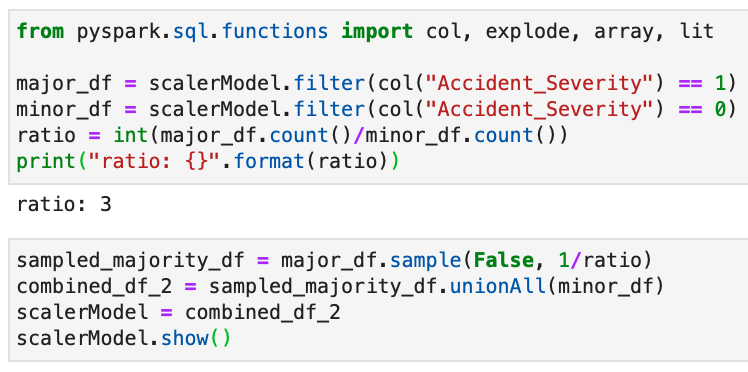 from pyspark.sql.functions import col, explode, array, lit
major_df = scalerModel.filter(col("Accident_Severity") == 1)
minor_df = scalerModel.filter(col("Accident_Severity") == 0)
ratio = int(major_df.count()/minor_df.count())
print("ratio: {}".format(ratio))
ratio: 3
sampled_majority_df = major_df.sample(False, 1/ratio)
combined_df_2 = sampled_majority_df.unionAll(minor_df)
scalerModel = combined_df_2
scalerModel.show()